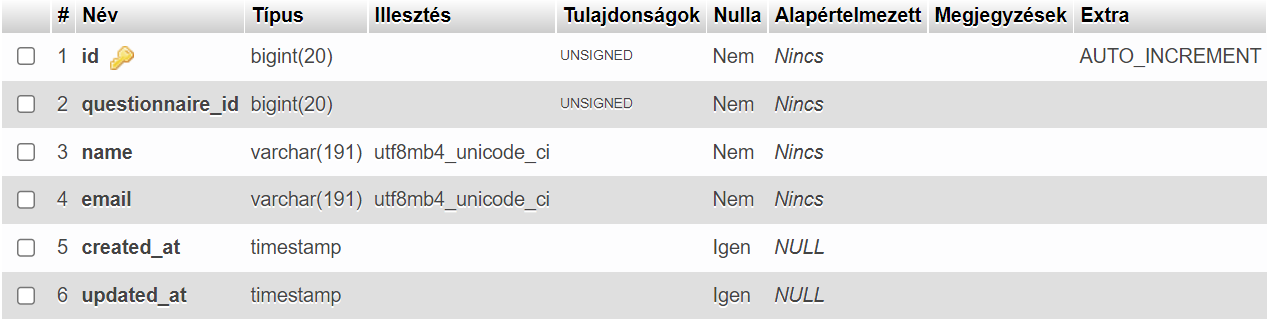 # Név Típus Illesztés Tulajdonságok Nulla Alapértelmezett Megjegyzések Extra
1 id bigint(20) UNSIGNED Nem Nincs AUTO_INCREMENT
2 questionnaire_id bigint(20) UNSIGNED Nem Nincs
3 name varchar(191) utf8mb4_unicode_ci Nem Nincs
4 email varchar(191) utf8mb4_unicode_ci Nem Nincs
5 created_at timestamp Igen NULL
6 updated_at timestamp Igen NULL